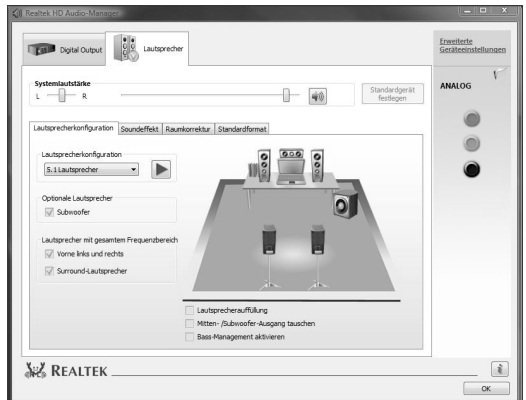 Realtek HD Audio-Manager
Digital Output
Lautsprecher
Erweiterte
Geräteeinstellungen
Systemlautstärke
L
R
Standardgerät
festlegen
ANALOG
Lautsprecherkonfiguration
Soundeffekt
Raumkorrektur
Standardformat
Lautsprecherkonfiguration
5.1 Lautsprecher
Optionale Lautsprecher
Subwoofer
Lautsprecher mit gesamtem Frequenzbereich
Vorne links und rechts
Surround-Lautsprecher
Lautsprecherauffüllung
Mitten- /Subwoofer-Ausgang tauschen
Bass-Management aktivieren
REALTEK
i
OK